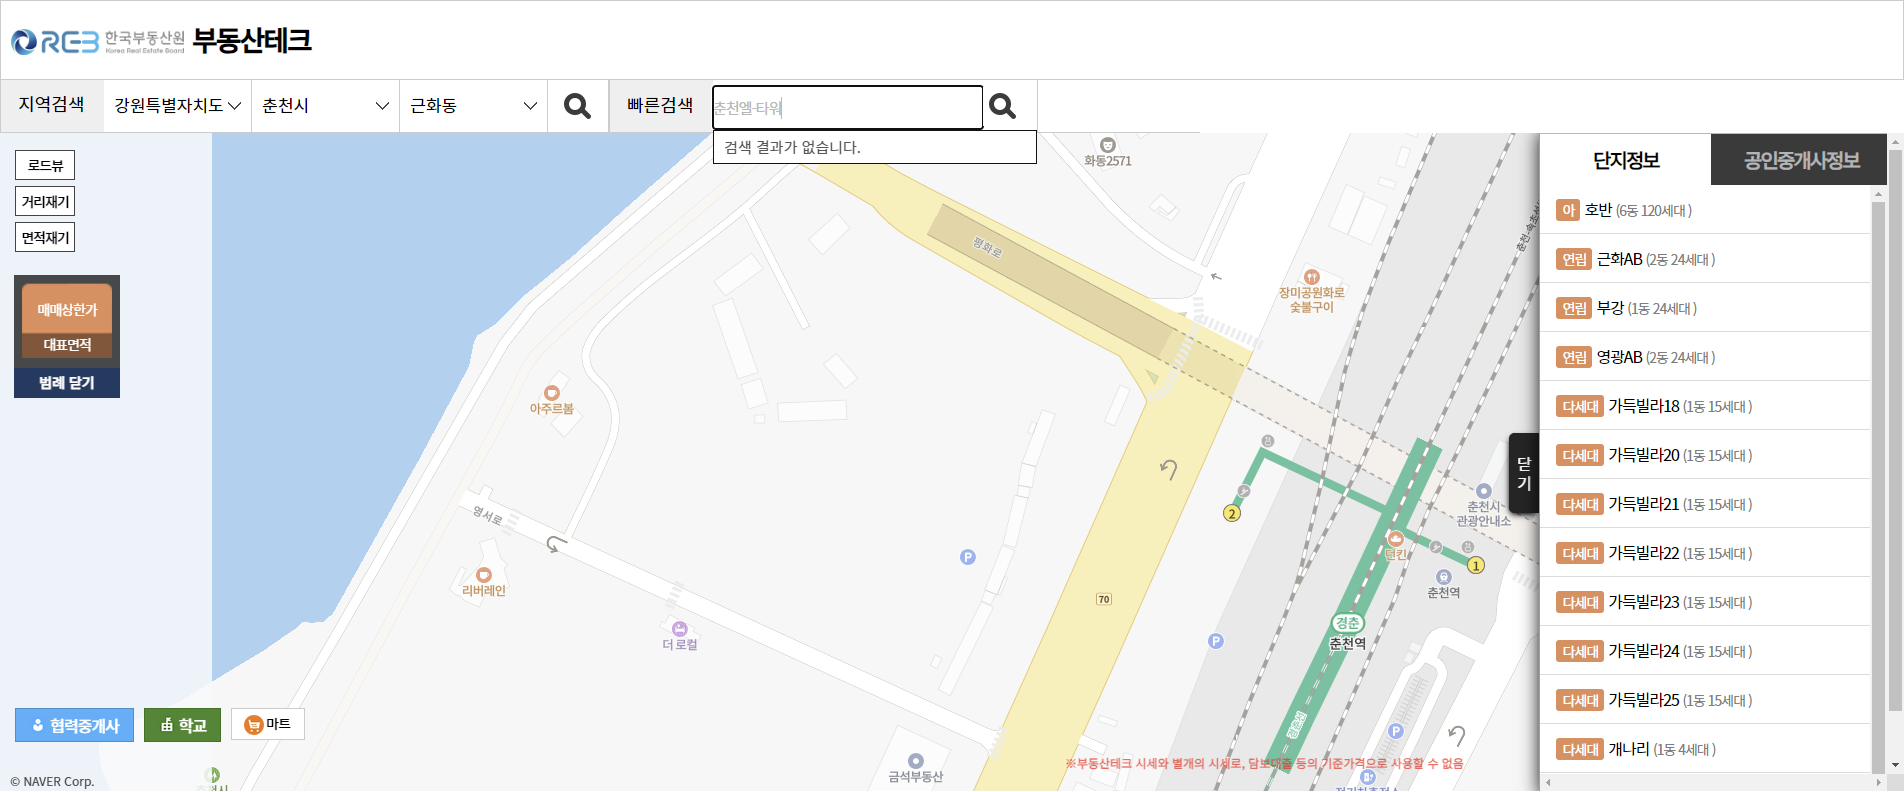 REB 한국부동산원 Korea Real Estate Board 부동산테크
지역검색 강원특별자치도 춘천시 근화동 빠른검색 춘천엘-타워
검색 결과가 없습니다.
로드뷰
거리재기
면적재기
매매상한가
대표면적
범례 닫기
화동2571
평화로
장미공원화로
숯불구이
춘천-속초선
아주르봄
영서로
리버레인
더 로컬
P
70
2
P
경춘
춘천역
경춘선
춘천시
관광안내소
던킨
1
춘천역
P
금석부동산
※부동산테크 시세와 별개의 시세로, 담보대출 등의 기준가격으로 사용할 수 없음
협력중개사 학교 마트
© NAVER Corp.
닫
기
단지정보 공인중개사정보
아 호반 (6동 120세대 )
연립 근화AB (2동 24세대 )
연립 부강 (1동 24세대 )
연립 영광AB (2동 24세대 )
다세대 가득빌라18 (1동 15세대 )
다세대 가득빌라20 (1동 15세대 )
다세대 가득빌라21 (1동 15세대 )
다세대 가득빌라22 (1동 15세대 )
다세대 가득빌라23 (1동 15세대 )
다세대 가득빌라24 (1동 15세대 )
다세대 가득빌라25 (1동 15세대 )
다세대 개나리 (1동 4세대 )